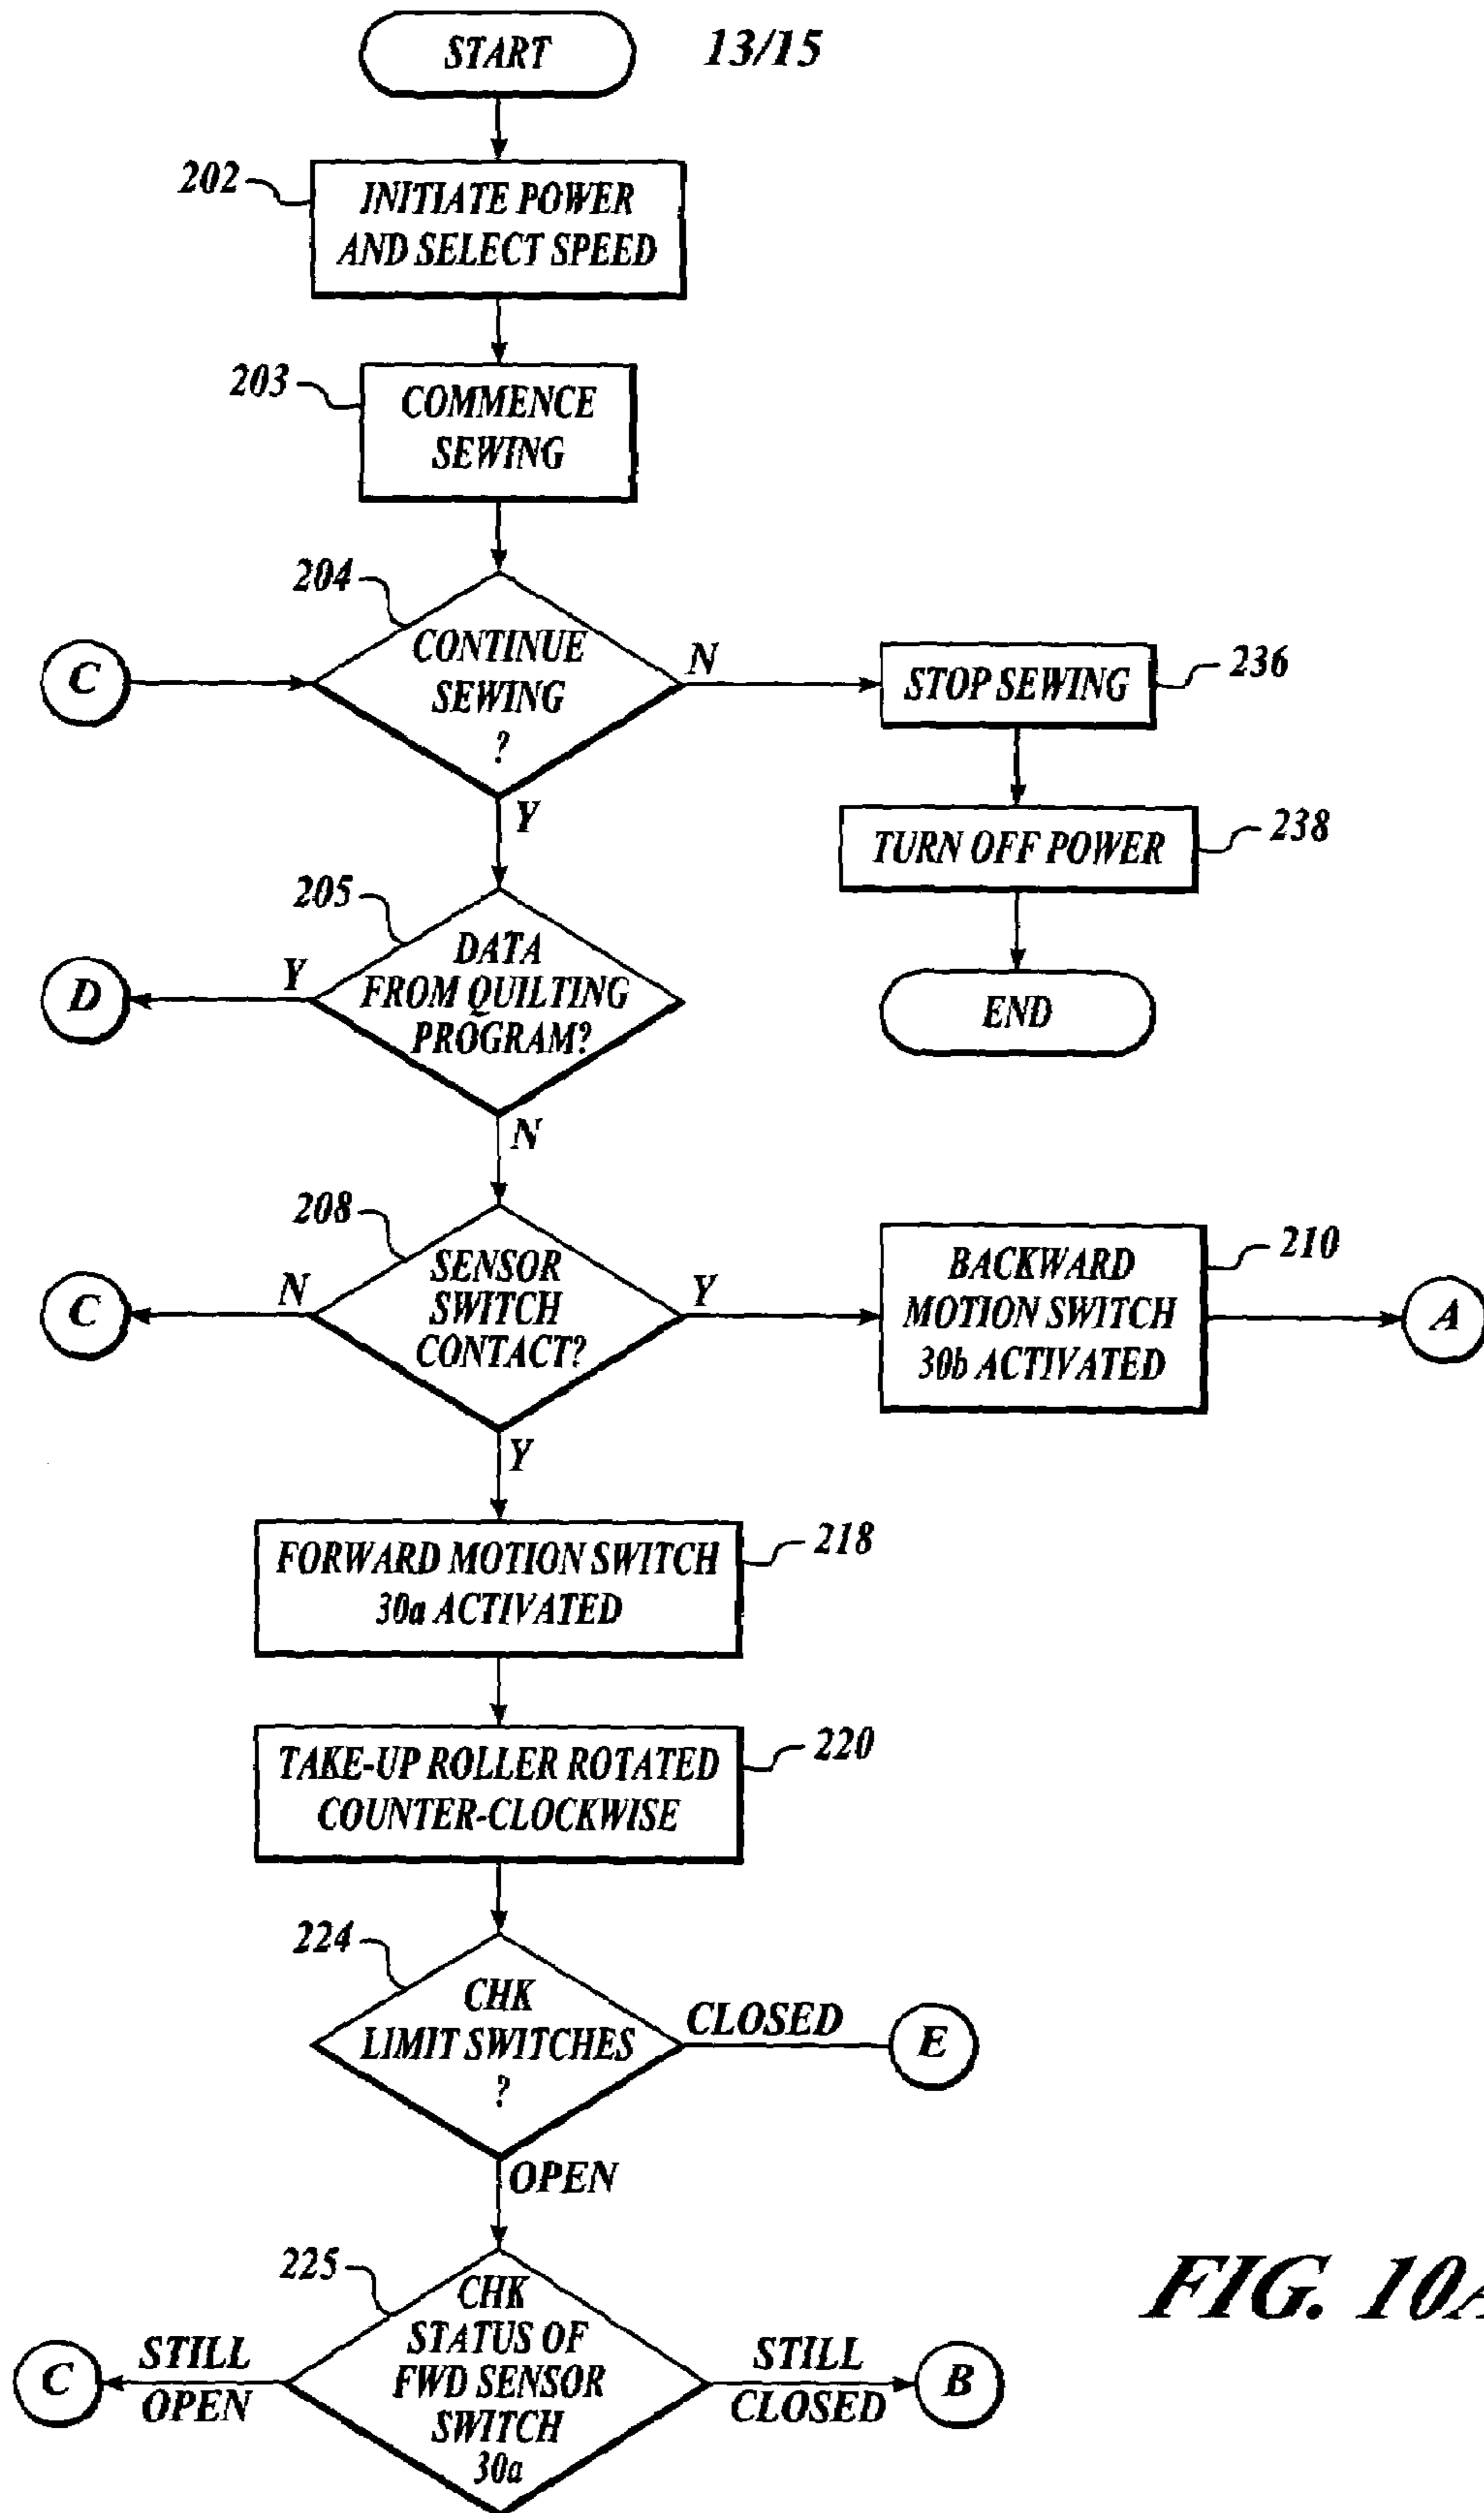 START
13/15
202
INITIATE POWER
AND SELECT SPEED
203
COMMENCE
SEWING
204
CONTINUE
SEWING
?
C
N
STOP SEWING
236
Y
TURN OFF POWER
238
END
205
DATA
FROM QUILTING
PROGRAM?
Y
D
N
208
SENSOR
SWITCH
CONTACT?
N
C
Y
BACKWARD
MOTION SWITCH
30b ACTIVATED
210
A
Y
FORWARD MOTION SWITCH
30a ACTIVATED
218
TAKE-UP ROLLER ROTATED
COUNTER-CLOCKWISE
220
224
CHK
LIMIT SWITCHES
?
CLOSED
E
OPEN
225
CHK
STATUS OF
FWD SENSOR
SWITCH
30a
STILL
OPEN
C
STILL
CLOSED
B
FIG. 10A